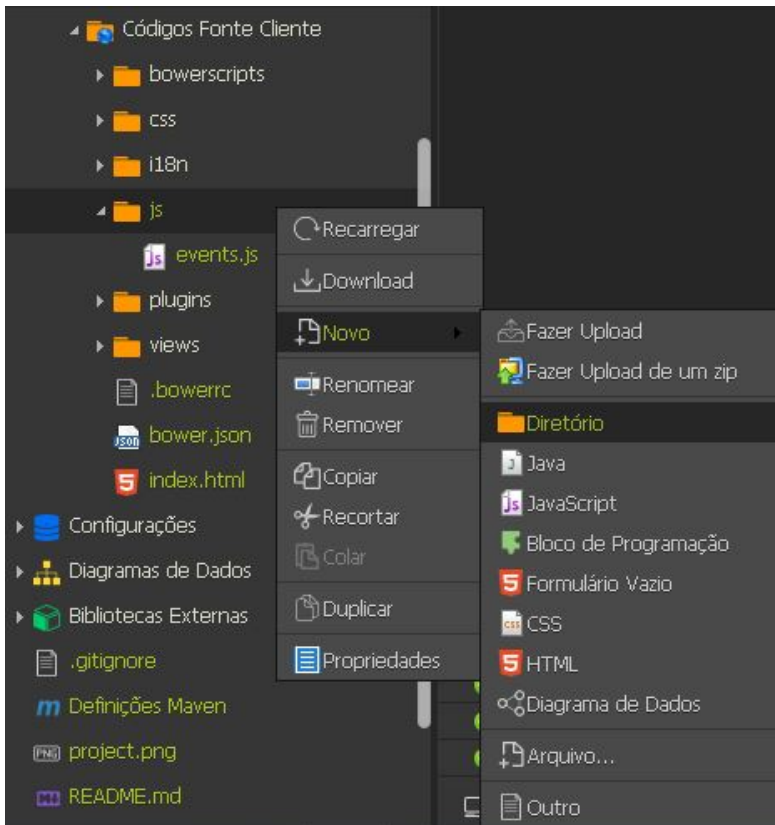 Códigos Fonte Cliente
bowerscripts
css
i18n
js
events.js
plugins
views
.bowerrc
bower.json
index.html
Configurações
Diagramas de Dados
Bibliotecas Externas
.gitignore
Definições Maven
project.png
README.md
Recarregar
Download
Novo
Renomear
Remover
Copiar
Recortar
Colar
Duplicar
Propriedades
Fazer Upload
Fazer Upload de um zip
Diretório
Java
JavaScript
Bloco de Programação
Formulário Vazio
CSS
HTML
Diagrama de Dados
Arquivo...
Outro